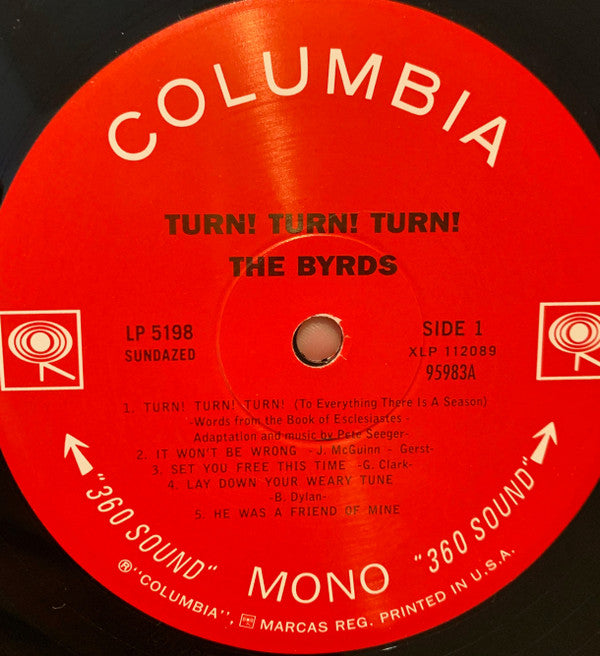 COLUMBIA
TURN! TURN! TURN!
THE BYRDS
LP 5198
SUNDAZED
SIDE 1
XLP 112089
95983A
1. TURN! TURN! TURN! (To Everything There Is A Season)
-Words from the Book of Esclesiastes -
Adaptation and music by Pete Seeger-
2. IT WON'T BE WRONG -J. McGuinn - Gerst-
3. SET YOU FREE THIS TIME -G. Clark-
4. LAY DOWN YOUR WEARY TUNE
-B. Dylan-
5. HE WAS A FRIEND OF MINE
"360 SOUND" MONO "360 SOUND"
® "COLUMBIA", MARCAS REG. PRINTED IN U.S.A.